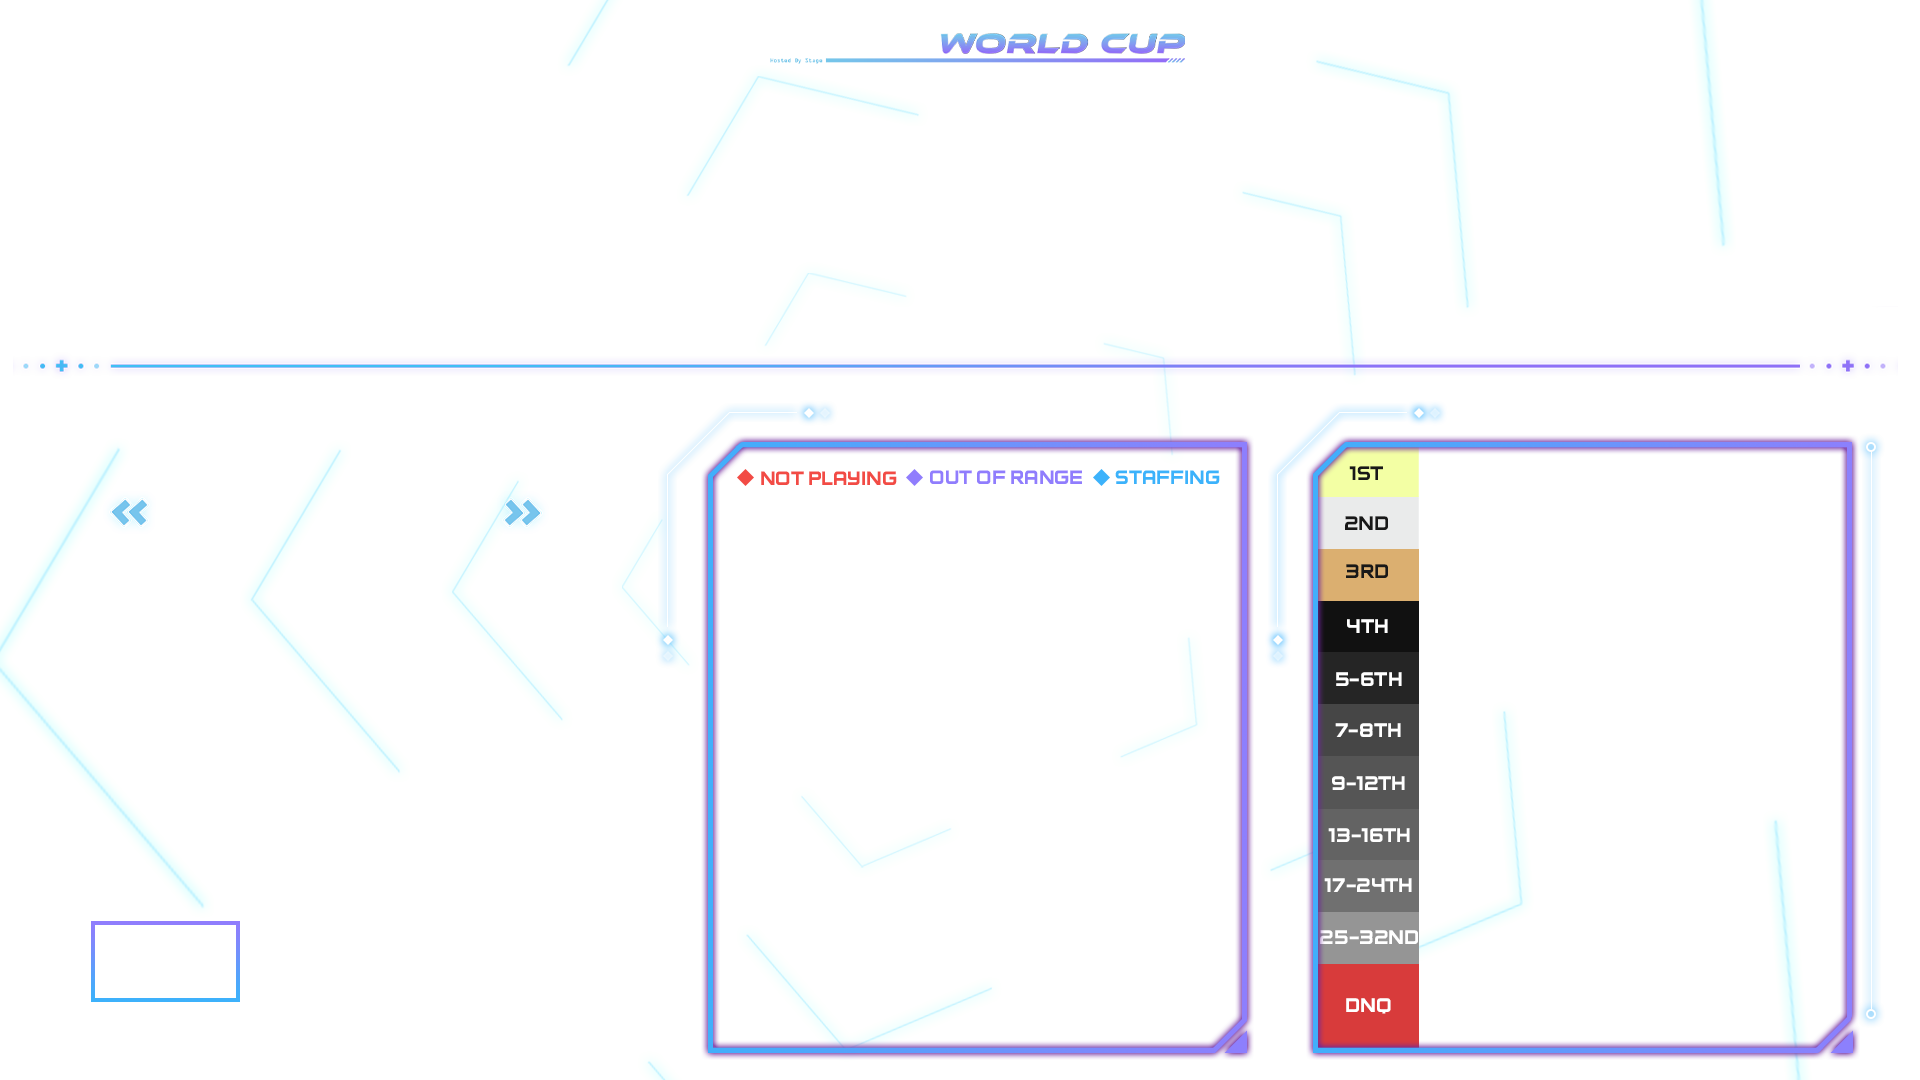 WORLD CUP
Hosted By Stage
NOT PLAYING OUT OF RANGE STAFFING
1ST
2ND
3RD
4TH
5-6TH
7-8TH
9-12TH
13-16TH
17-24TH
25-32ND
DNQ